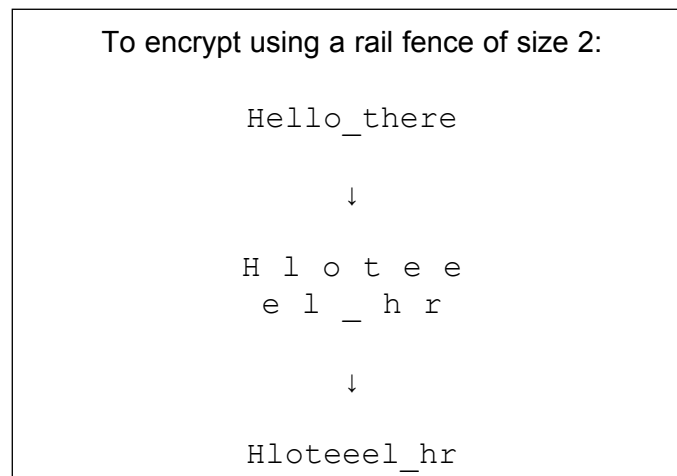 To encrypt using a rail fence of size 2:
Hello_there
↓
H l o t e e
e l _ h r
↓
Hloteeel_hr